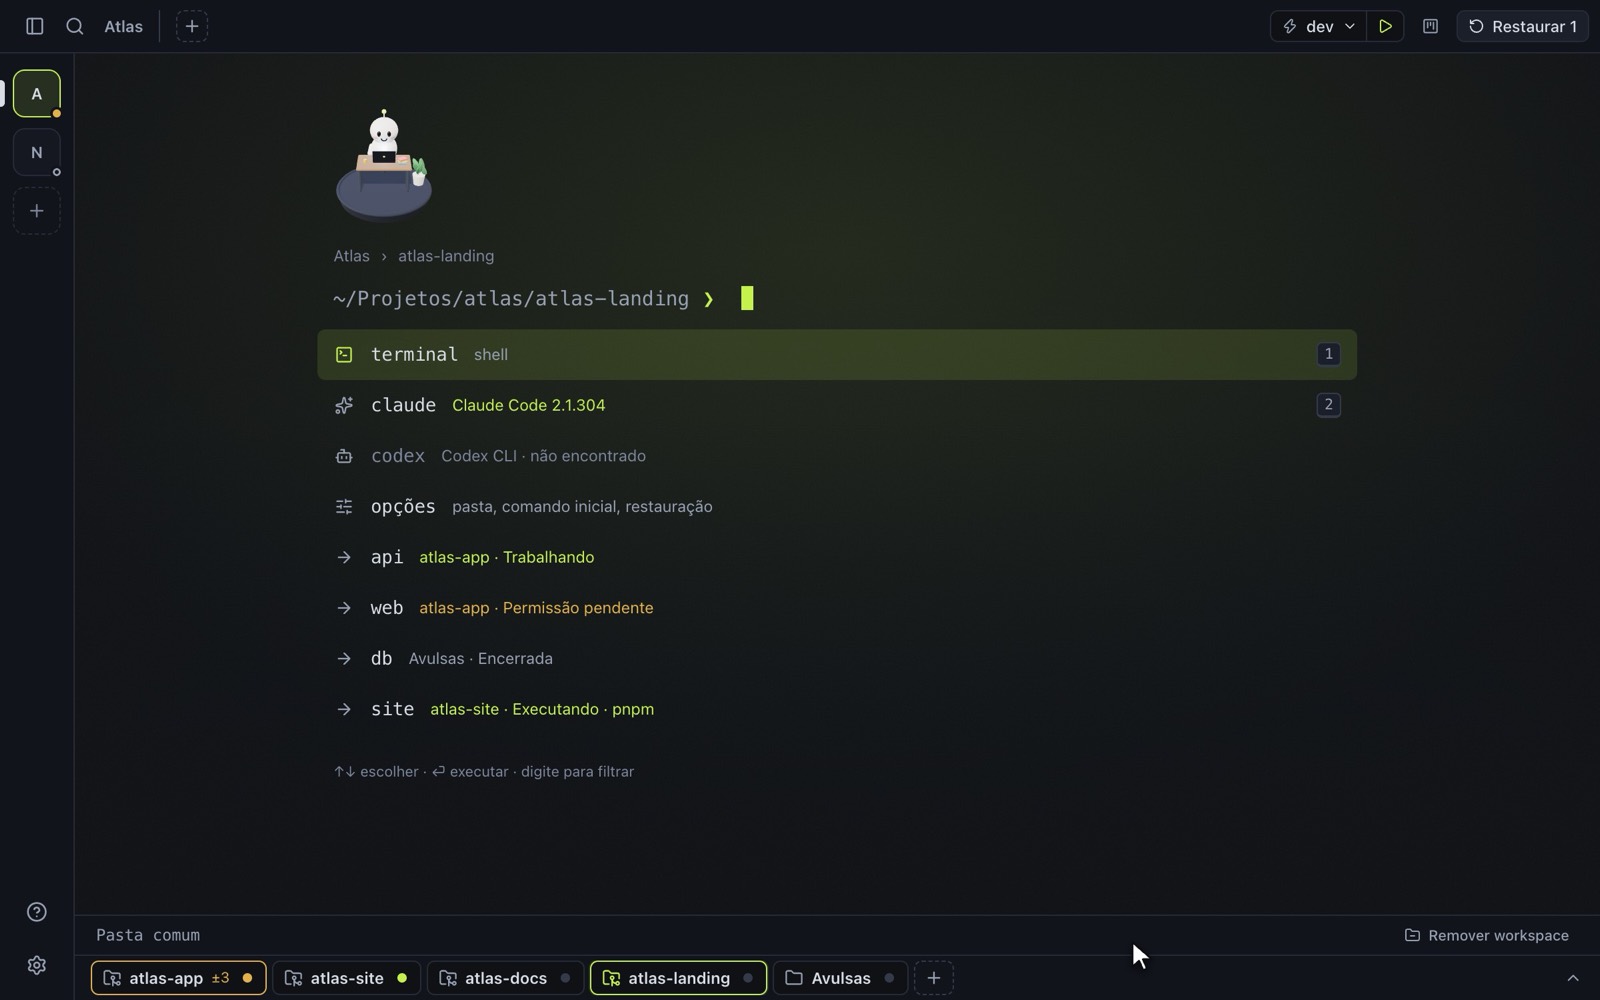 Atlas
dev
Restaurar 1
A
N
Atlas › atlas-landing
~/Projetos/atlas/atlas-landing ❯
terminal shell 1
claude Claude Code 2.1.304 2
codex Codex CLI · não encontrado
opções pasta, comando inicial, restauração
→ api atlas-app · Trabalhando
→ web atlas-app · Permissão pendente
→ db Avulsas · Encerrada
→ site atlas-site · Executando · pnpm
↑↓ escolher · ⏎ executar · digite para filtrar
Pasta comum
Remover workspace
atlas-app ±3
atlas-site
atlas-docs
atlas-landing
Avulsas